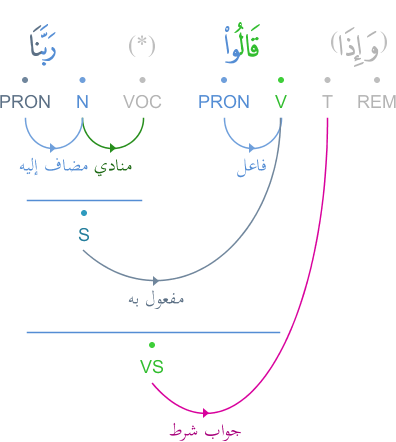 (وَإِذَا) قَالُوا۟ (*) رَبَّنَا
REM T V PRON VOC N PRON
فاعل منادي مضاف إليه
S
مفعول به
VS
جواب شرط